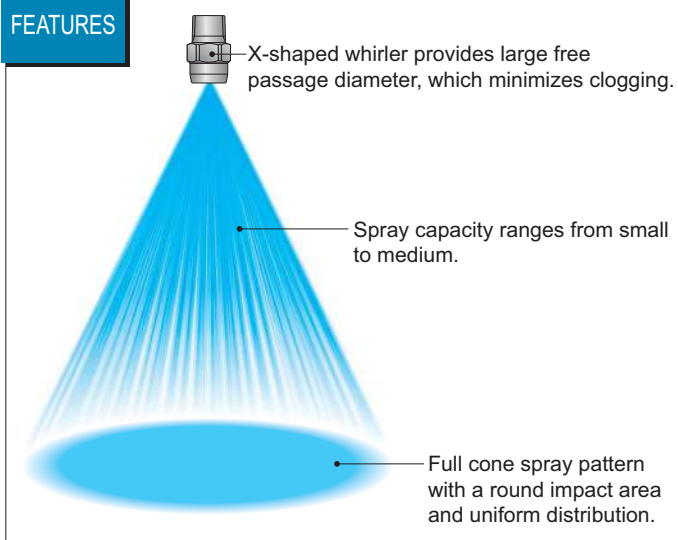 FEATURES
X-shaped whirler provides large free
passage diameter, which minimizes clogging.
Spray capacity ranges from small
to medium.
Full cone spray pattern
with a round impact area
and uniform distribution.